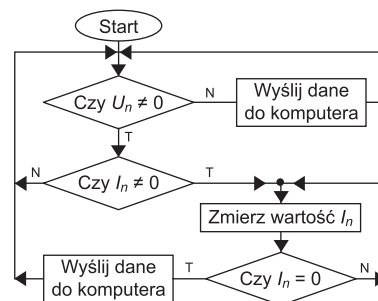 Start
Czy Uₙ ≠ 0
N
Wyślij dane
do komputera
T
N
Czy Iₙ ≠ 0
T
Zmierz wartość Iₙ
Wyślij dane
do komputera
T
Czy Iₙ = 0
N